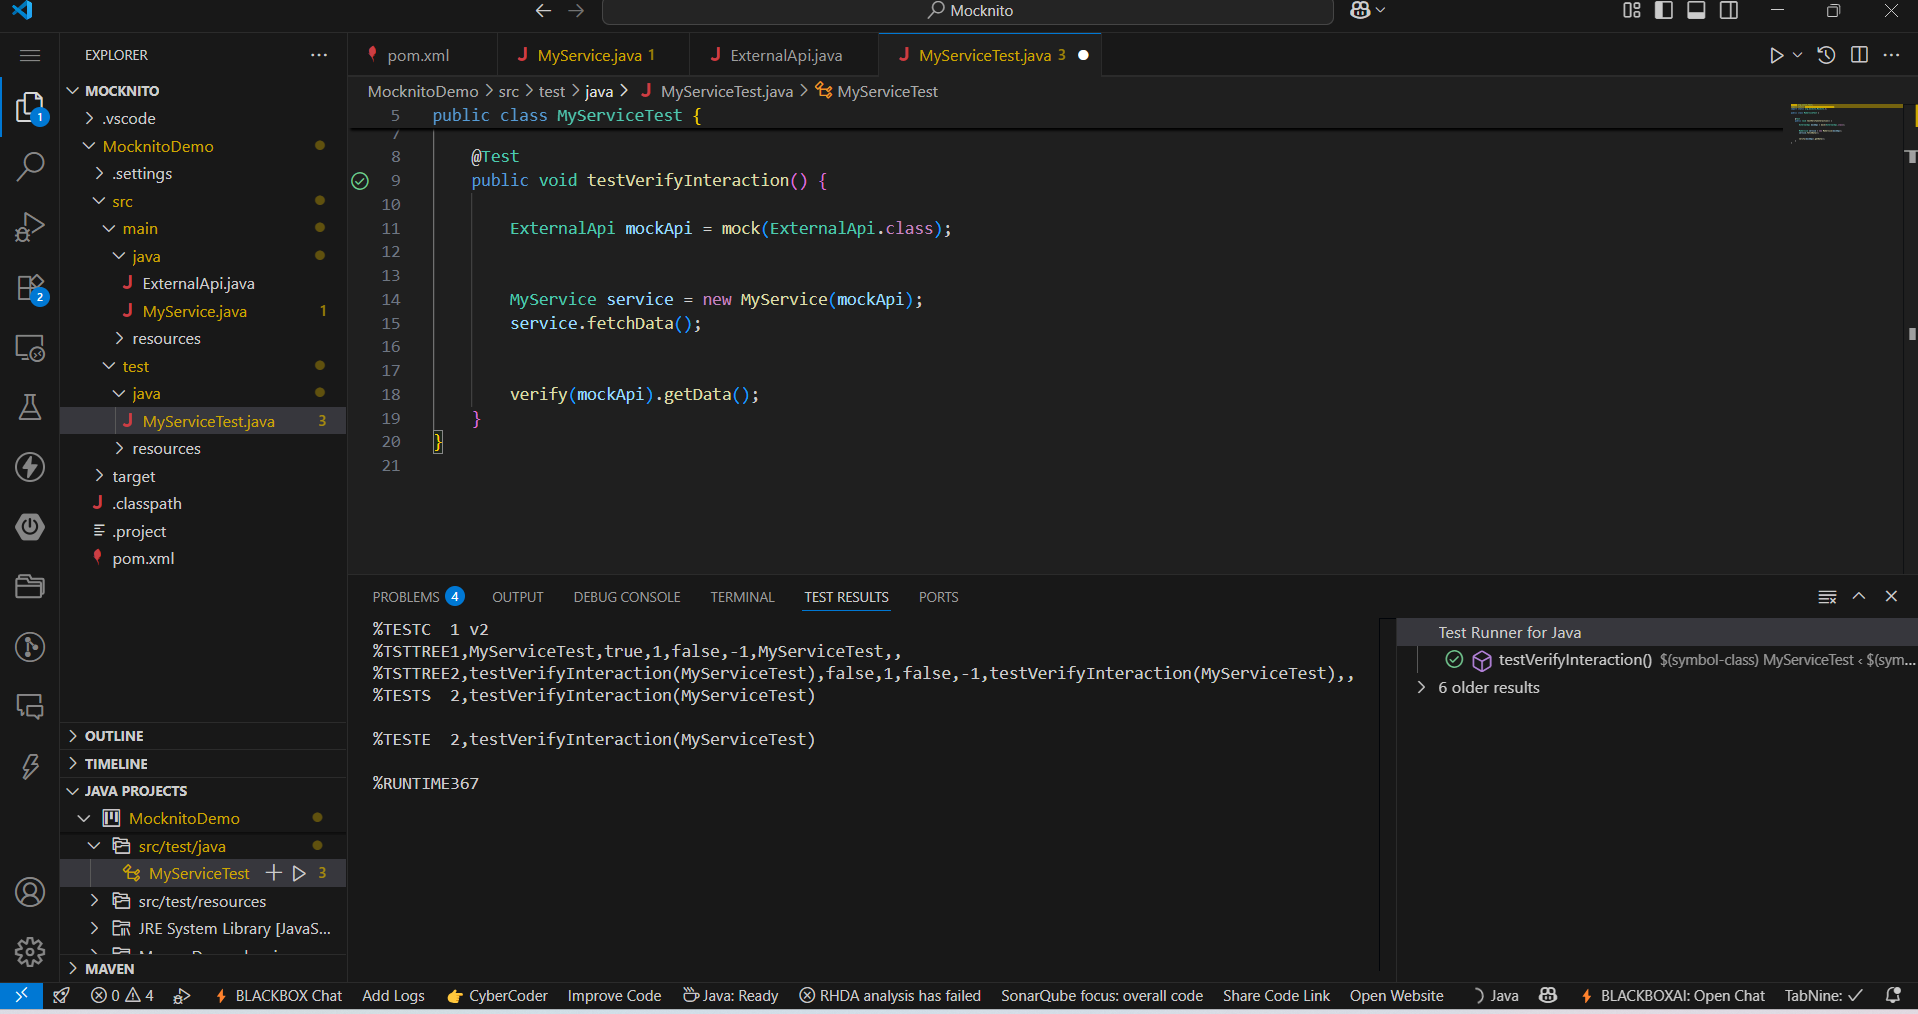 Mocknito
EXPLORER
MOCKNITO
.vscode
MocknitoDemo
.settings
src
main
java
ExternalApi.java
MyService.java 1
resources
test
java
MyServiceTest.java 3
resources
target
.classpath
.project
pom.xml
OUTLINE
TIMELINE
JAVA PROJECTS
MocknitoDemo
src/test/java
MyServiceTest 3
src/test/resources
JRE System Library [JavaS...
MAVEN
1
2
pom.xml
MyService.java 1
ExternalApi.java
MyServiceTest.java 3
MocknitoDemo > src > test > java > MyServiceTest.java > MyServiceTest
5 public class MyServiceTest {
7
8 @Test
9 public void testVerifyInteraction() {
10
11 ExternalApi mockApi = mock(ExternalApi.class);
12
13
14 MyService service = new MyService(mockApi);
15 service.fetchData();
16
17
18 verify(mockApi).getData();
19 }
20 }
21
PROBLEMS 4 OUTPUT DEBUG CONSOLE TERMINAL TEST RESULTS PORTS
%TESTC 1 v2
%TSTTREE1,MyServiceTest,true,1,false,-1,MyServiceTest,,
%TSTTREE2,testVerifyInteraction(MyServiceTest),false,1,false,-1,testVerifyInteraction(MyServiceTest),,
%TESTS 2,testVerifyInteraction(MyServiceTest)
%TESTE 2,testVerifyInteraction(MyServiceTest)
%RUNTIME367
Test Runner for Java
testVerifyInteraction() $(symbol-class) MyServiceTest < $(sym...
6 older results
0 4 BLACKBOX Chat Add Logs CyberCoder Improve Code Java: Ready RHDA analysis has failed SonarQube focus: overall code Share Code Link Open Website Java BLACKBOXAI: Open Chat TabNine: